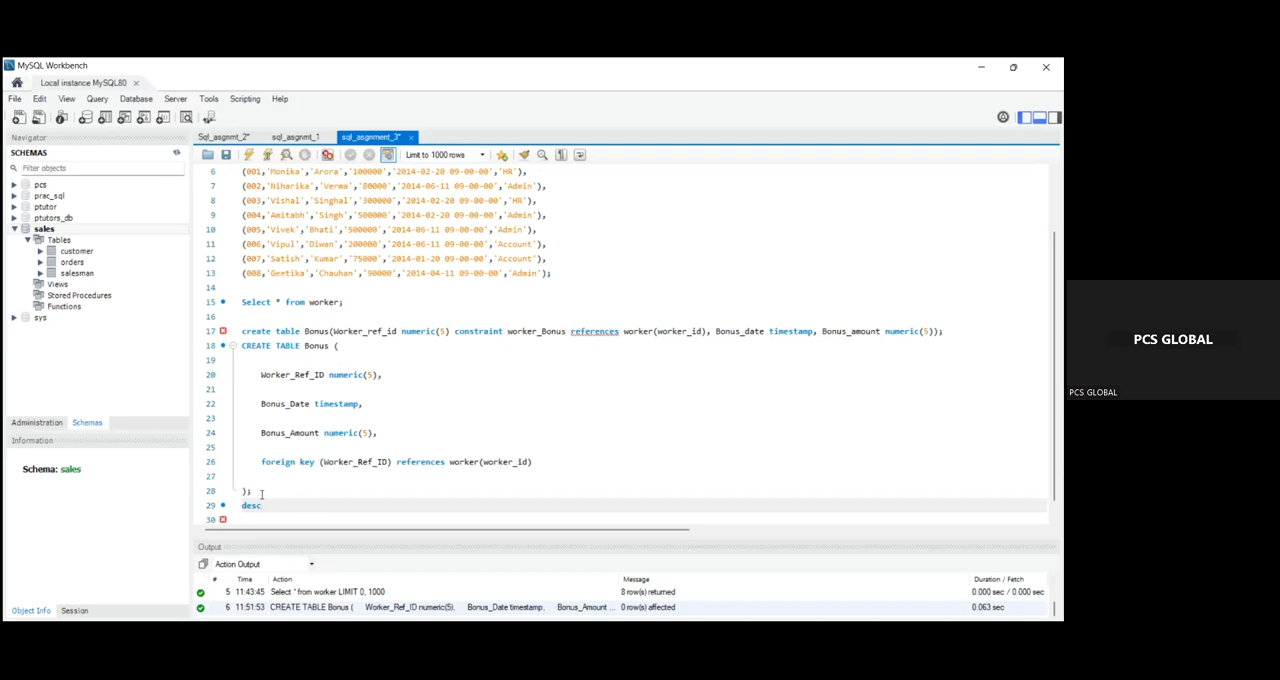 MySQL Workbench
Local instance MySQL80
File Edit View Query Database Server Tools Scripting Help
Navigator
SCHEMAS
Filter objects
pcs
prac_sql
ptutor
ptutors_db
sales
Tables
customer
orders
salesman
Views
Stored Procedures
Functions
sys
Administration Schemas
Information
Schema: sales
Object Info Session
Sql_asgnmt_2* sql_asgnmt_1 sql_asgnment_3*
Limit to 1000 rows
6 (001,'Monika','Arora','100000','2014-02-20 09-00-00','HR'),
7 (002,'Niharika','Verma','80000','2014-06-11 09-00-00','Admin'),
8 (003,'Vishal','Singhal','300000','2014-02-20 09-00-00','HR'),
9 (004,'Amitabh','Singh','500000','2014-02-20 09-00-00','Admin'),
10 (005,'Vivek','Bhati','500000','2014-06-11 09-00-00','Admin'),
11 (006,'Vipul','Diwan','200000','2014-06-11 09-00-00','Account'),
12 (007,'Satish','Kumar','75000','2014-01-20 09-00-00','Account'),
13 (008,'Geetika','Chauhan','90000','2014-04-11 09-00-00','Admin');
14
15 Select * from worker;
16
17 create table Bonus(Worker_ref_id numeric(5) constraint worker_Bonus references worker(worker_id), Bonus_date timestamp, Bonus_amount numeric(5));
18 CREATE TABLE Bonus (
19
20 Worker_Ref_ID numeric(5),
21
22 Bonus_Date timestamp,
23
24 Bonus_Amount numeric(5),
25
26 foreign key (Worker_Ref_ID) references worker(worker_id)
27
28 );
29 desc
30
Output
Action Output
# Time Action Message Duration / Fetch
5 11:43:45 Select * from worker LIMIT 0, 1000 8 row(s) returned 0.000 sec / 0.000 sec
6 11:51:53 CREATE TABLE Bonus ( Worker_Ref_ID numeric(5), Bonus_Date timestamp, Bonus_Amount ... 0 row(s) affected 0.063 sec
PCS GLOBAL
PCS GLOBAL